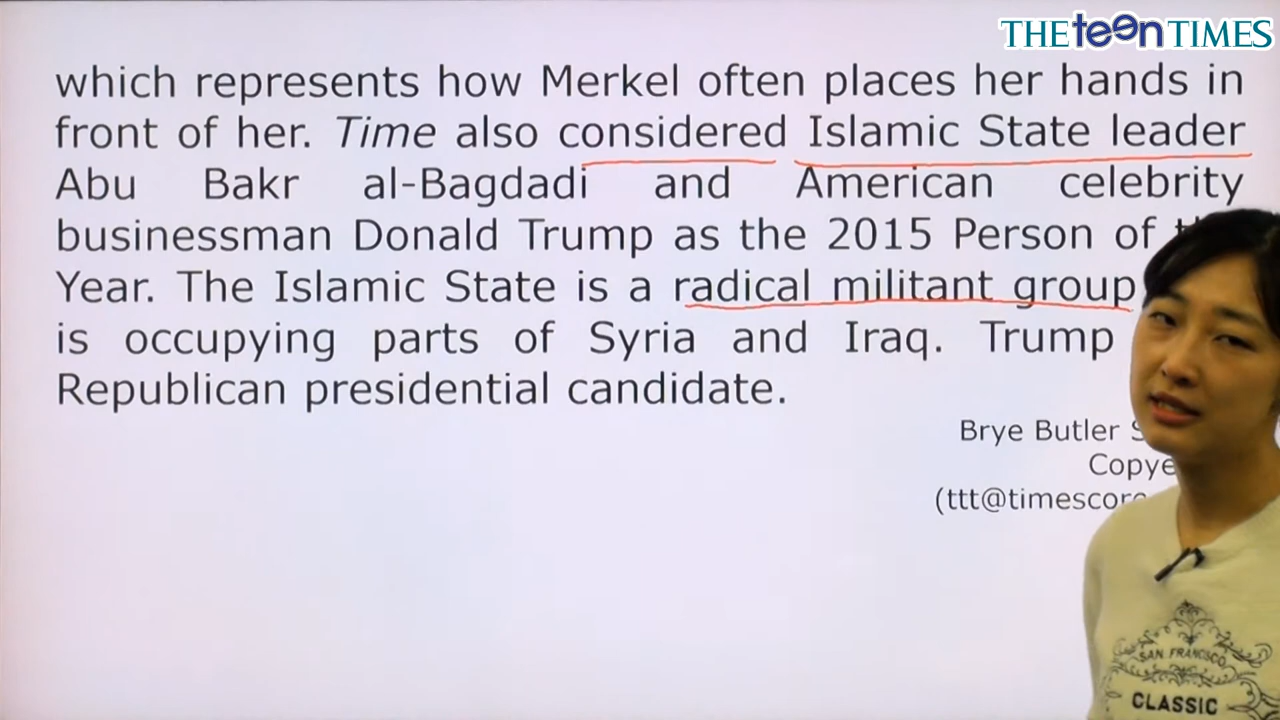 THE teen TIMES
which represents how Merkel often places her hands in
front of her. Time also considered Islamic State leader
Abu Bakr al-Bagdadi and American celebrity
businessman Donald Trump as the 2015 Person of
Year. The Islamic State is a radical militant group
is occupying parts of Syria and Iraq. Trump
Republican presidential candidate.
Brye Butler
(ttt@timescore
SAN FRANCISCO
CLASSIC